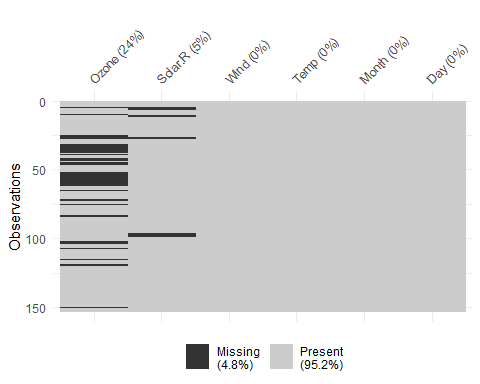 Ozone (24%)
Solar.R (5%)
Wind (0%)
Temp (0%)
Month (0%)
Day (0%)
0
50
100
150
Observations
Missing
(4.8%)
Present
(95.2%)